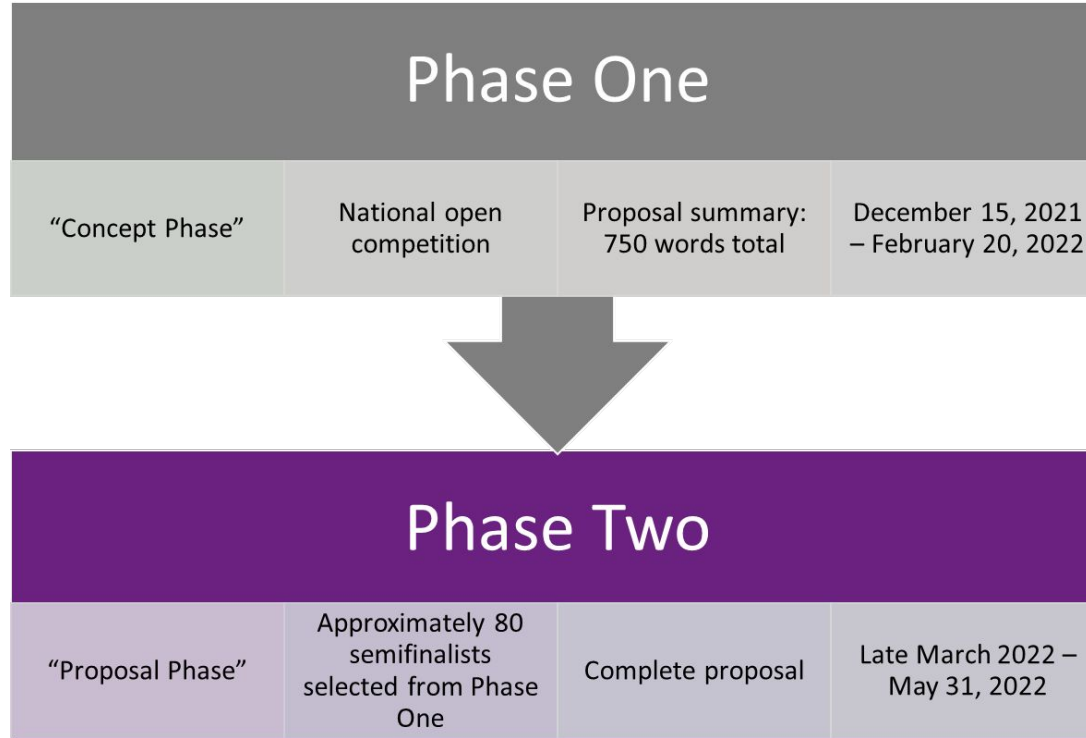 Phase One
“Concept Phase”
National open
competition
Proposal summary:
750 words total
December 15, 2021
– February 20, 2022
Phase Two
“Proposal Phase”
Approximately 80
semifinalists
selected from Phase
One
Complete proposal
Late March 2022 –
May 31, 2022